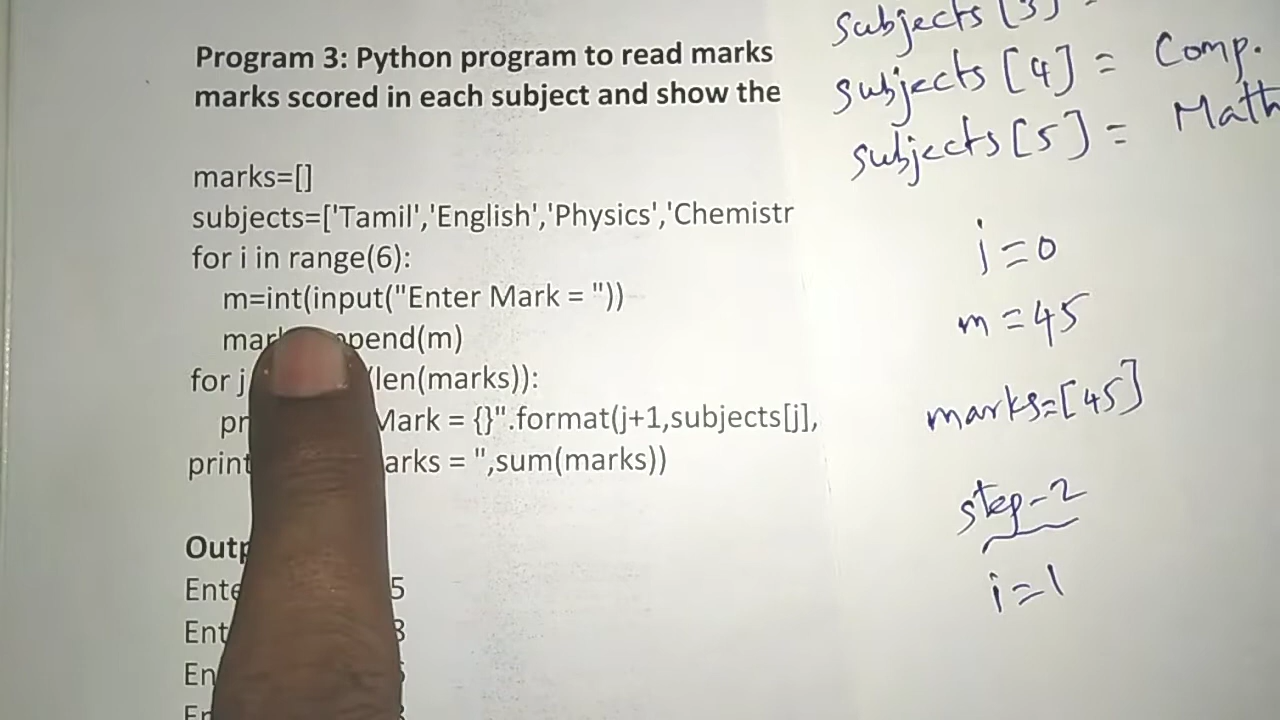 Program 3: Python program to read marks
marks scored in each subject and show the
marks=[]
subjects=['Tamil','English','Physics','Chemistr
for i in range(6):
m=int(input("Enter Mark = "))
mar pend(m)
for j (len(marks)):
pr Mark = {}".format(j+1,subjects[j],
print arks = ",sum(marks))
Outp
Ente 5
Ent 3
En
Er
subjects [3]
subjects [4] = Comp.
subjects [5] = Math
i=0
m=45
marks=[45]
step-2
i=1